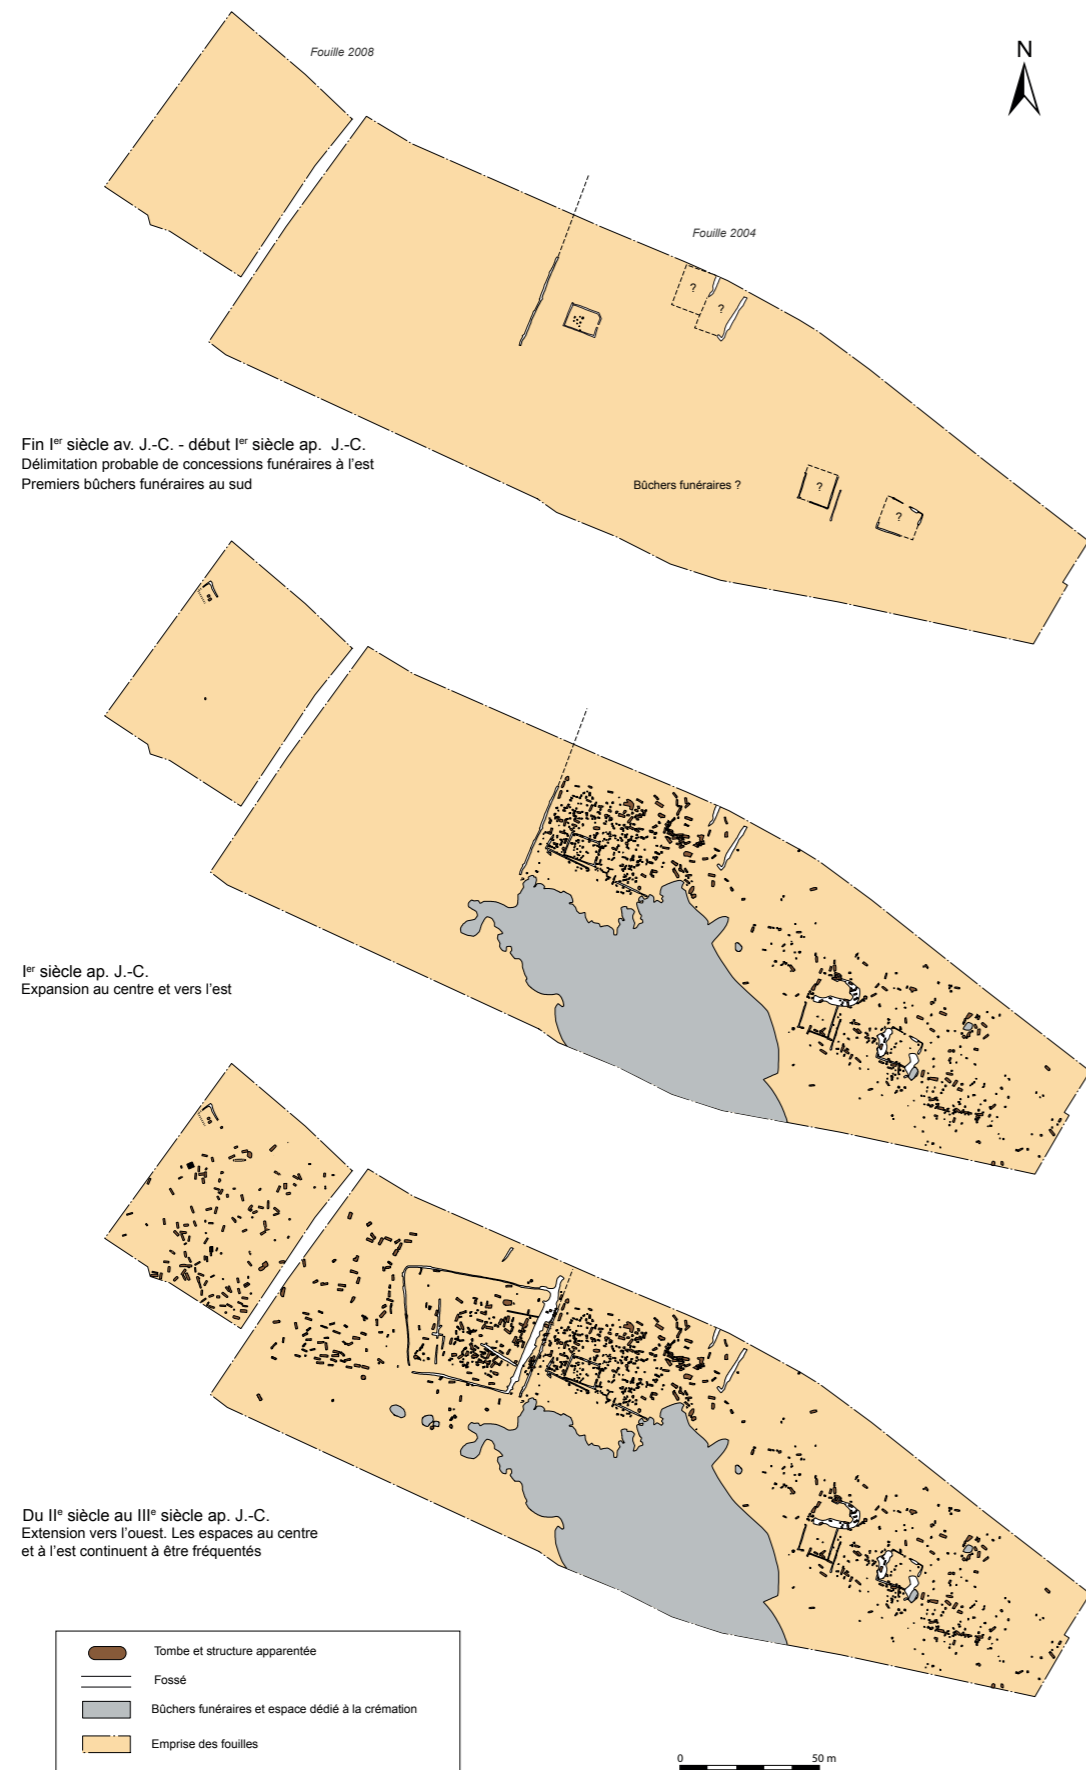 Fouille 2008
N
Fouille 2004
?
?
Fin Iᵉʳ siècle av. J.-C. - début Iᵉʳ siècle ap. J.-C.
Délimitation probable de concessions funéraires à l'est
Premiers bûchers funéraires au sud
Bûchers funéraires ?
?
?
Iᵉʳ siècle ap. J.-C.
Expansion au centre et vers l'est
Du IIᵉ siècle au IIIᵉ siècle ap. J.-C.
Extension vers l'ouest. Les espaces au centre
et à l'est continuent à être fréquentés
Tombe et structure apparentée
Fossé
Bûchers funéraires et espace dédié à la crémation
Emprise des fouilles
0 50 m